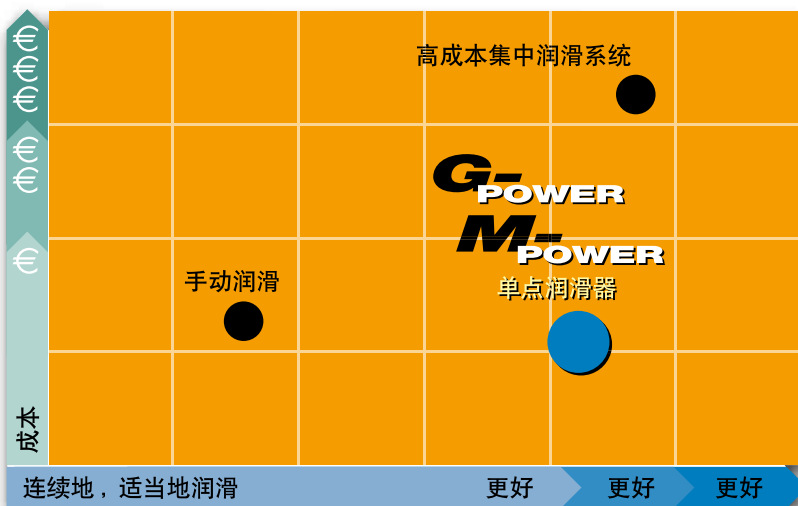 €€€
高成本集中润滑系统
€€
G-POWER
M-POWER
€
手动润滑
单点润滑器
成本
连续地，适当地润滑
更好
更好
更好